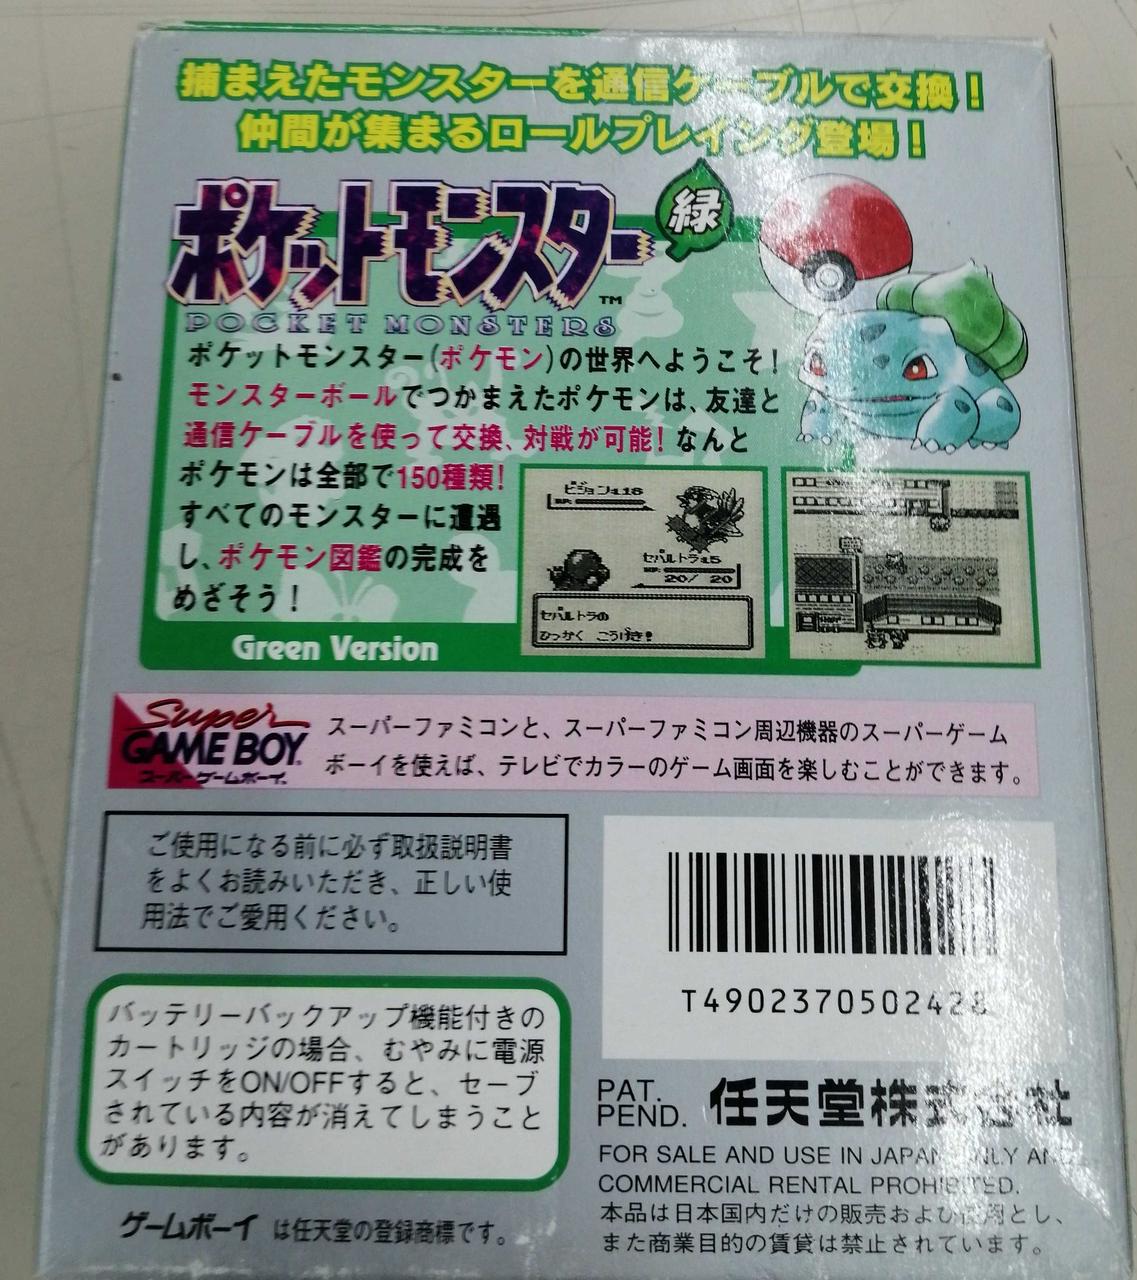 捕まえたモンスターを通信ケーブルで交換！
仲間が集まるロールプレイング登場！
ポケットモンスター 緑
TM
POCKET MONSTERS
ポケットモンスター(ポケモン)の世界へようこそ!
モンスターボールでつかまえたポケモンは、友達と
通信ケーブルを使って交換、対戦が可能! なんと
ポケモンは全部で150種類!
すべてのモンスターに遭遇
し、ポケモン図鑑の完成を
めざそう！
ピジョン:L18
セバルトラ:L5
HP:
20/ 20
セバルトラの
ひっかく こうげき!
Green Version
Super
GAME BOY
スーパーゲームボーイ
スーパーファミコンと、スーパーファミコン周辺機器のスーパーゲーム
ボーイを使えば、テレビでカラーのゲーム画面を楽しむことができます。
ご使用になる前に必ず取扱説明書
をよくお読みいただき、正しい使
用法でご愛用ください。
T4902370502428
バッテリーバックアップ機能付きの
カートリッジの場合、むやみに電源
スイッチをON/OFFすると、セーブ
されている内容が消えてしまうこと
があります。
PAT.
PEND.
任天堂株式会社
FOR SALE AND USE IN JAPAN ONLY AND
COMMERCIAL RENTAL PROHIBITED.
本品は日本国内だけの販売および使用とし、
また商業目的の賃貸は禁止されています。
ゲームボーイ は任天堂の登録商標です。